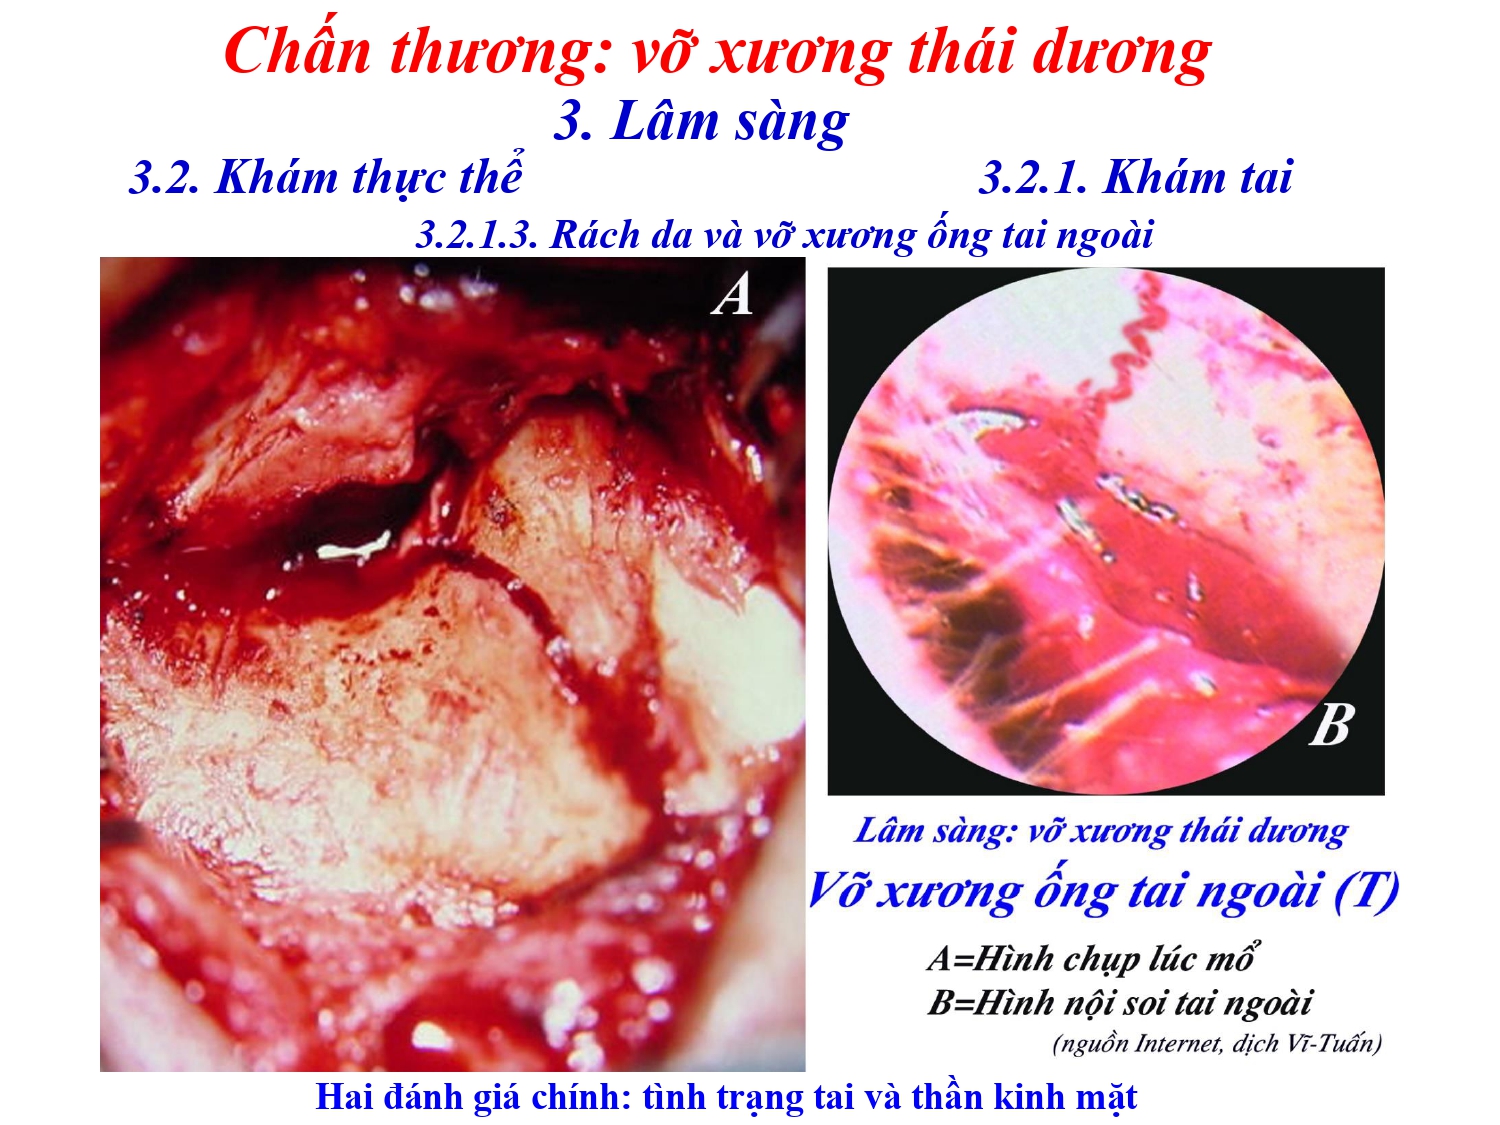 Chấn thương: vỡ xương thái dương
3. Lâm sàng
3.2. Khám thực thể 3.2.1. Khám tai
3.2.1.3. Rách da và vỡ xương ống tai ngoài
A
B
Lâm sàng: vỡ xương thái dương
Vỡ xương ống tai ngoài (T)
A=Hình chụp lúc mổ
B=Hình nội soi tai ngoài
(nguồn Internet, dịch Vĩ-Tuấn)
Hai đánh giá chính: tình trạng tai và thần kinh mặt